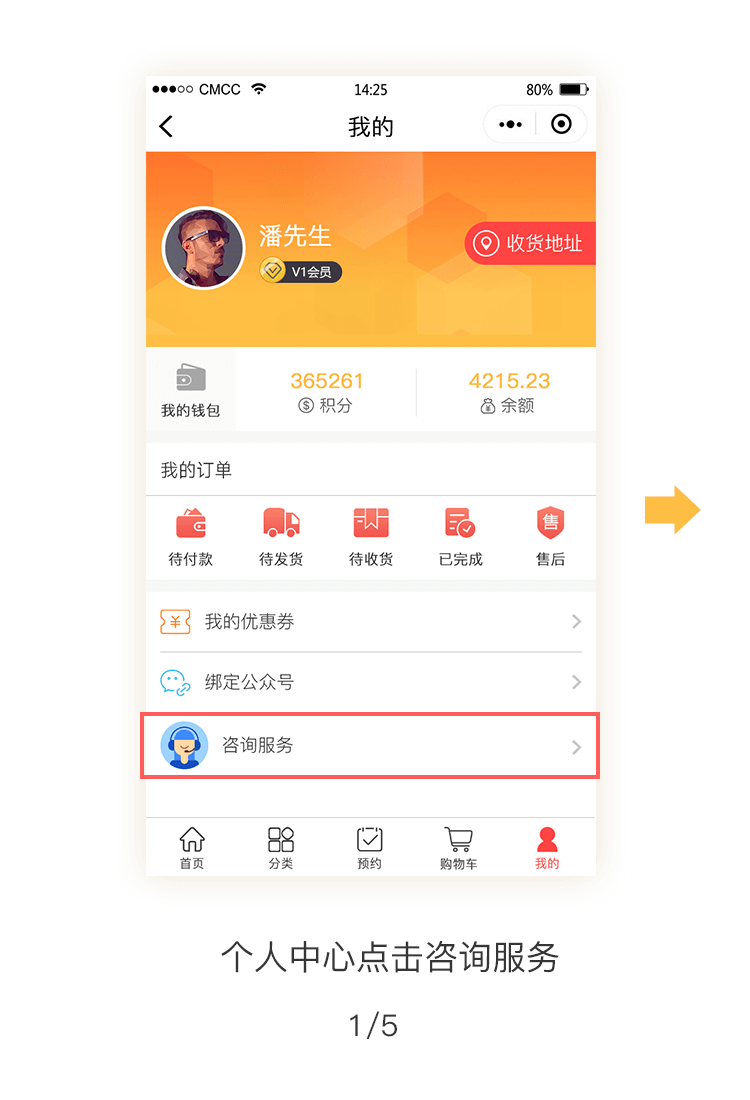 CMCC 14:25 80%
我的
潘先生
V1会员
收货地址
我的钱包
365261
积分
4215.23
余额
我的订单
待付款 待发货 待收货 已完成 售 售后
¥ 我的优惠券
绑定公众号
咨询服务
首页 分类 预约 购物车 我的
个人中心点击咨询服务
1/5